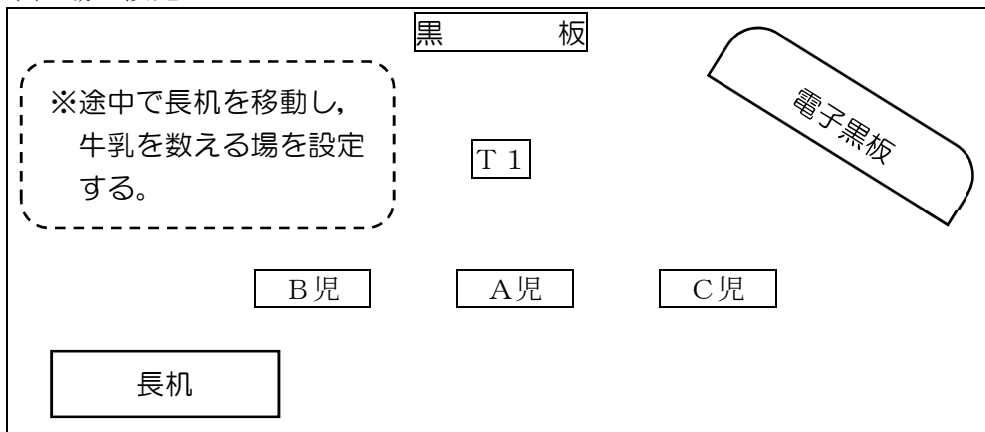 黒　　　板
電子黒板
※途中で長机を移動し，
牛乳を数える場を設定
する。
Ｔ１
Ｂ児
Ａ児
Ｃ児
長机